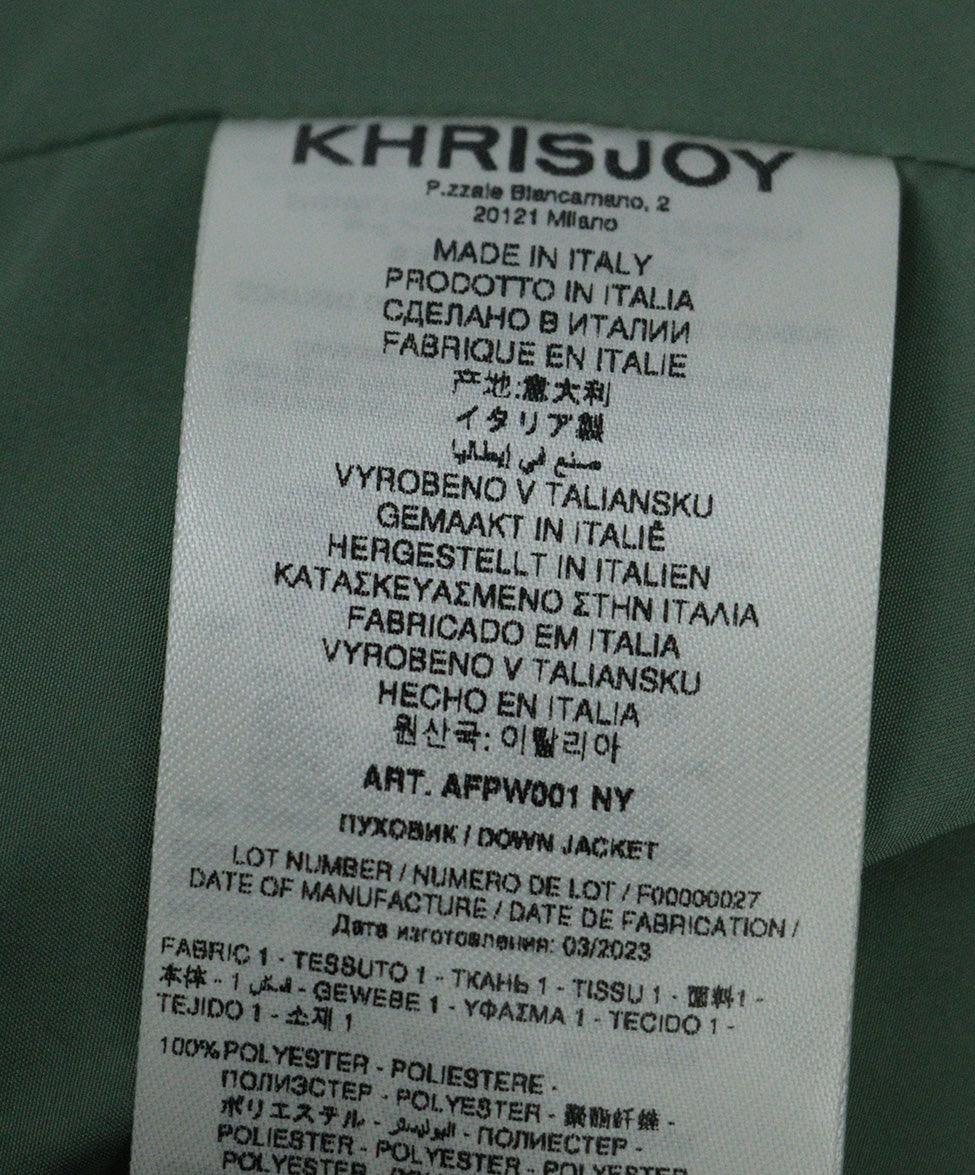 KHRISJOY
P.zzale Biancamano, 2
20121 Milano
MADE IN ITALY
PRODOTTO IN ITALIA
СДЕЛАНО В ИТАЛИИ
FABRIQUE EN ITALIE
产地:意大利
イタリア製
صنع في إيطاليا
VYROBENO V TALIANSKU
GEMAAKT IN ITALIË
HERGESTELLT IN ITALIEN
ΚΑΤΑΣΚΕΥΑΣΜΕΝΟ ΣΤΗΝ ΙΤΑΛΙΑ
FABRICADO EM ITALIA
VYROBENO V TALIANSKU
HECHO EN ITALIA
원산국: 이탈리아
ART. AFPW001 NY
ПУХОВИК / DOWN JACKET
LOT NUMBER / NUMERO DE LOT / F00000027
DATE OF MANUFACTURE / DATE DE FABRICATION /
Дата изготовления: 03/2023
FABRIC 1 - TESSUTO 1 - ТКАНЬ 1 - TISSU 1 - 面料1 -
本体 - 1 - GEWEBE 1 - ΥΦΑΣΜΑ 1 - TECIDO 1 -
TEJIDO 1 - 소재 1
100% POLYESTER - POLIESTERE -
ПОЛИЭСТЕР - POLYESTER - 聚酯纤维 -
ポリエステル - البوليستر - ΠΟΛΙΕΣΤΕΡ -
POLIESTER - POLYESTER - POLYESTER
POLYESTER